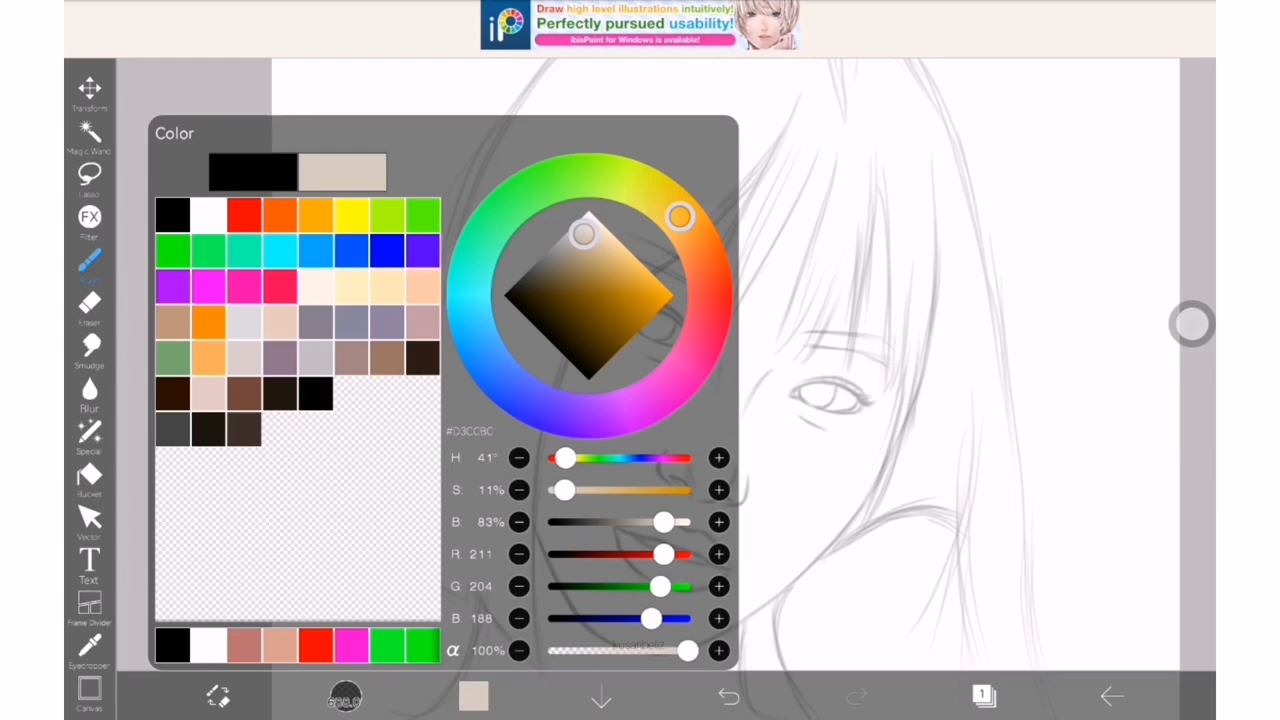 Draw high level illustrations intuitively!
Perfectly pursued usability!
ibisPaint for Windows is available!
Transform
Magic Wand
Lasso
Filter
Eraser
Smudge
Blur
Special
Bucket
Vector
Text
Frame Divider
Eyedropper
Canvas
FX
T
Color
#D3CCBC
H: 41°
S: 11%
B: 83%
R: 211
G: 204
B: 188
α 100%
1